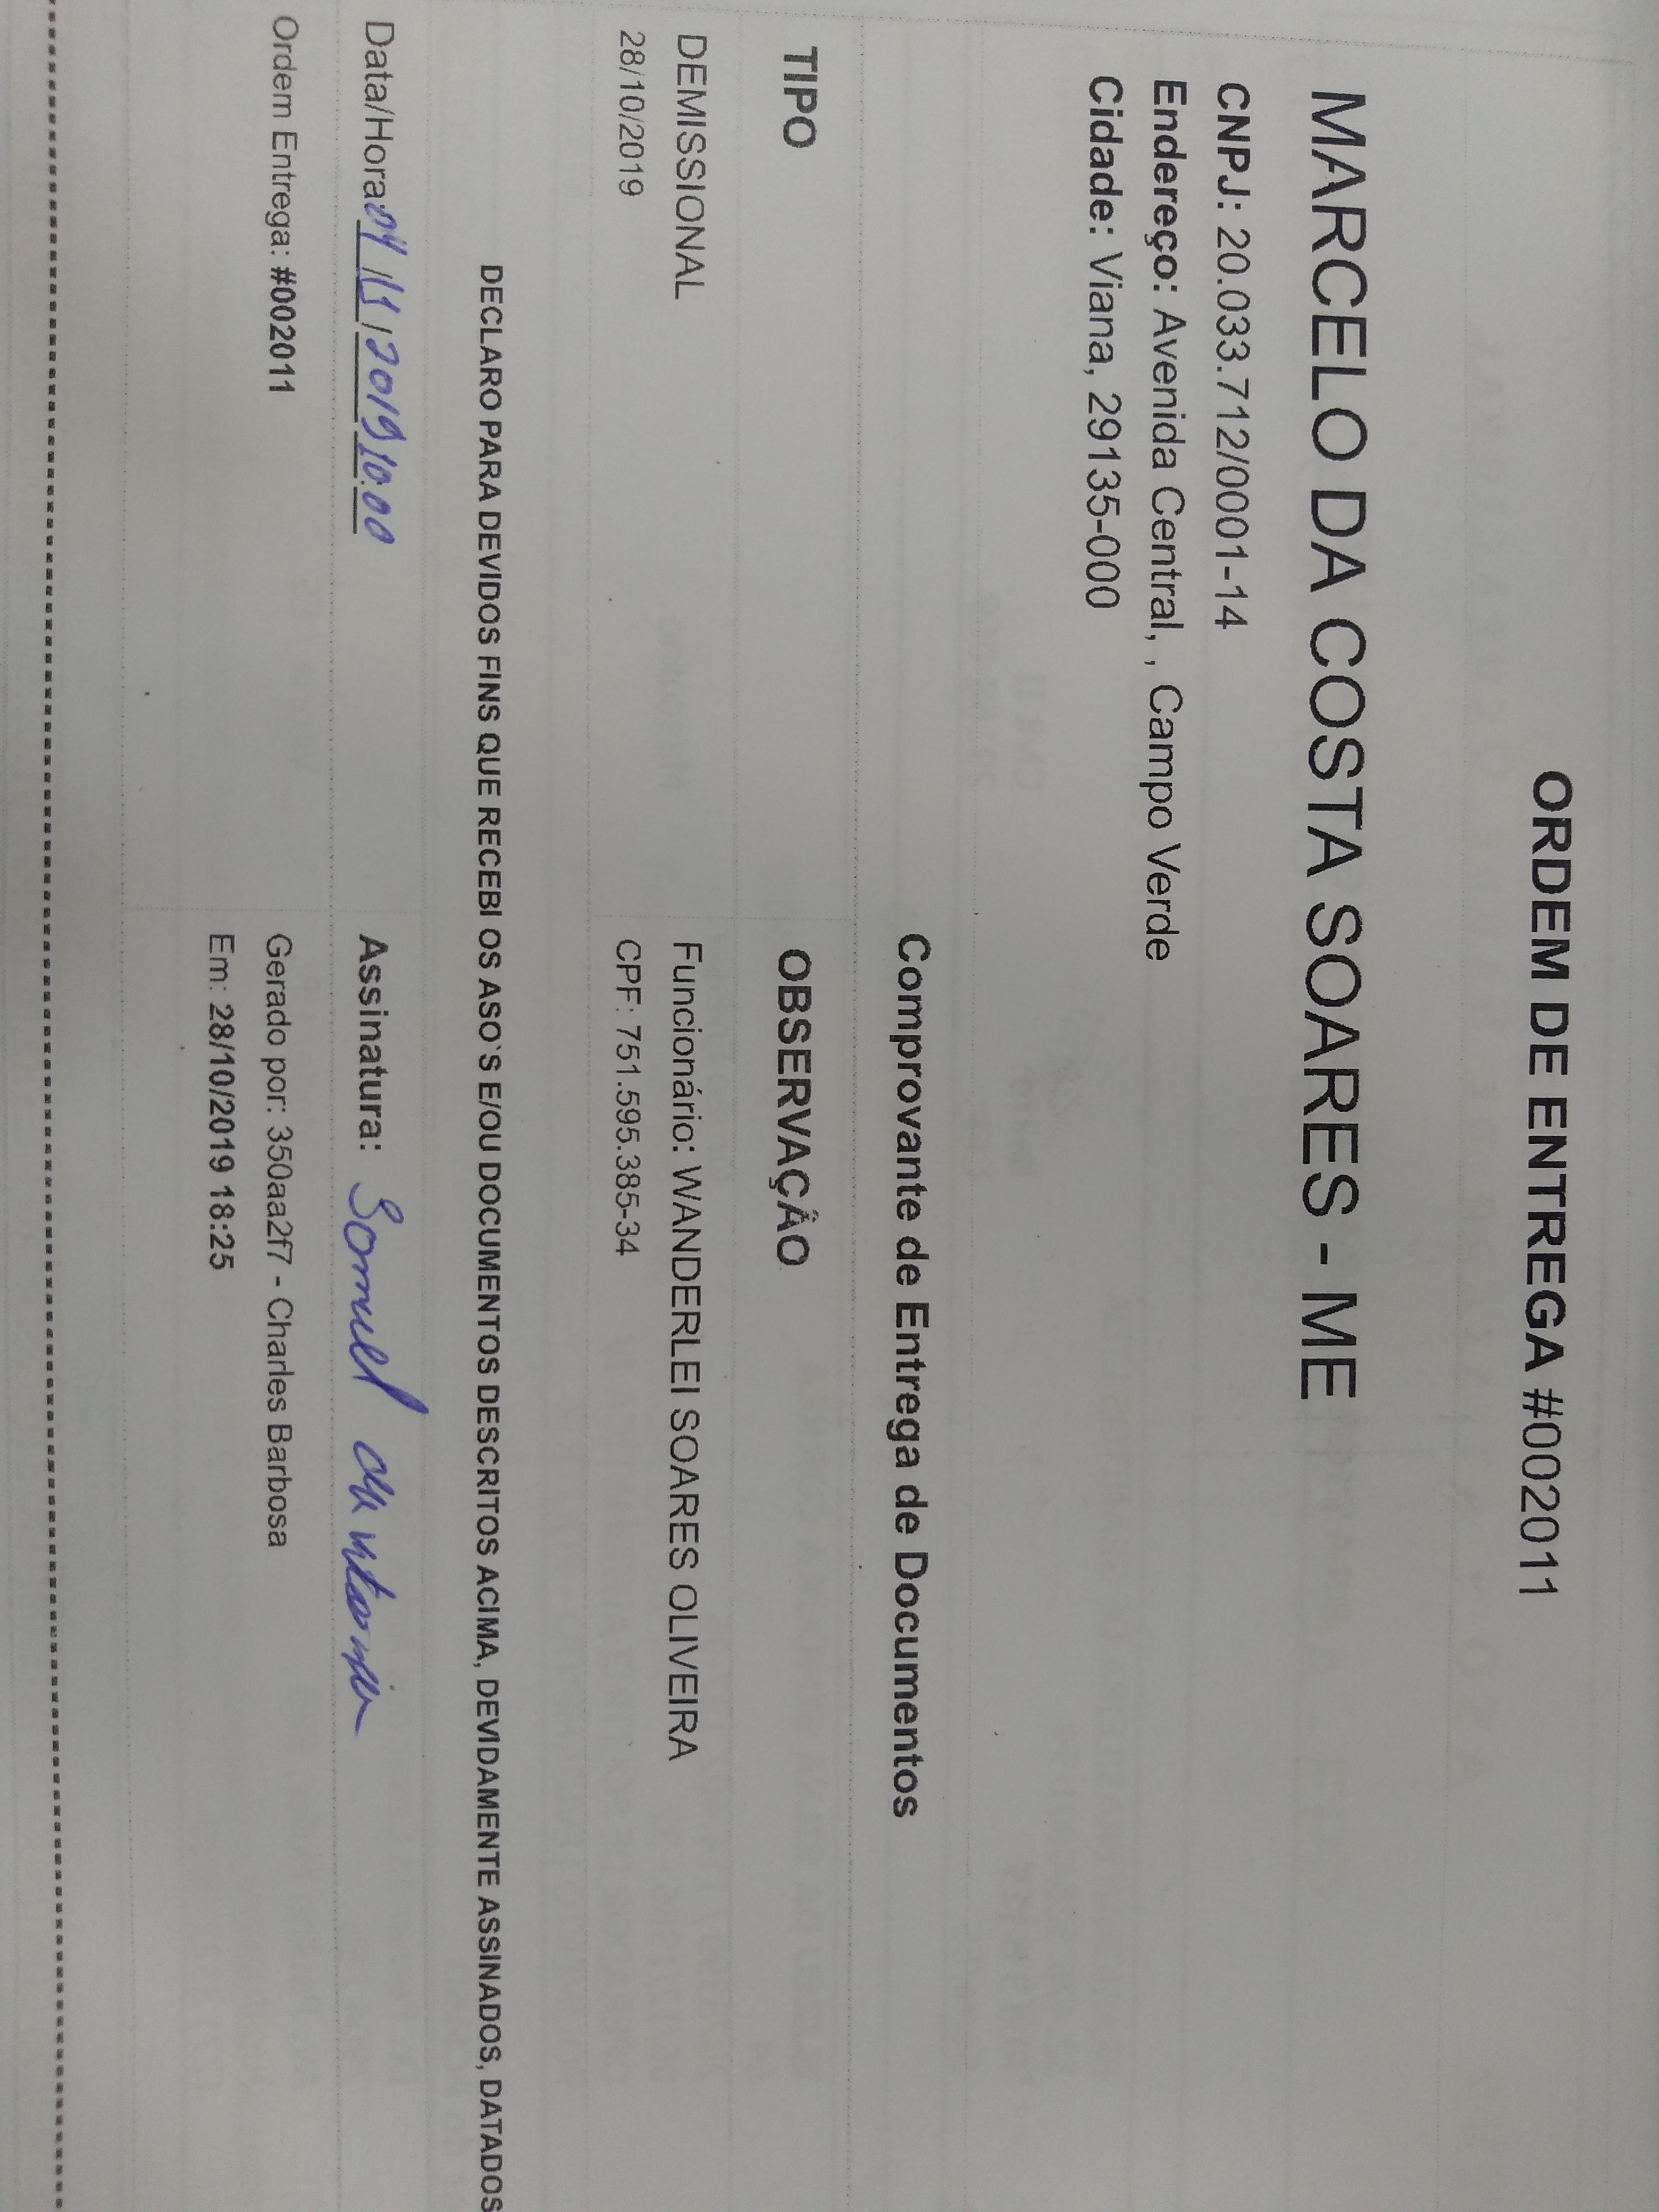 ORDEM DE ENTREGA #002011
MARCELO DA COSTA SOARES - ME
CNPJ: 20.033.712/0001-14
Endereço: Avenida Central, , Campo Verde
Cidade: Viana, 29135-000
Comprovante de Entrega de Documentos
TIPO OBSERVAÇÂO
DEMISSIONAL Funcionário: WANDERLEI SOARES OLIVEIRA
28/10/2019 CPF: 751.595.385-34
DECLARO PARA DEVIDOS FINS QUE RECEBI OS ASO`S E/OU DOCUMENTOS DESCRITOS ACIMA, DEVIDAMENTE ASSINADOS, DATADOS
Data/Hora: 04/11/2019 10:00 Assinatura:
Ordem Entrega: #002011 Gerado por: 350aa2f7 - Charles Barbosa
Em: 28/10/2019 18:25